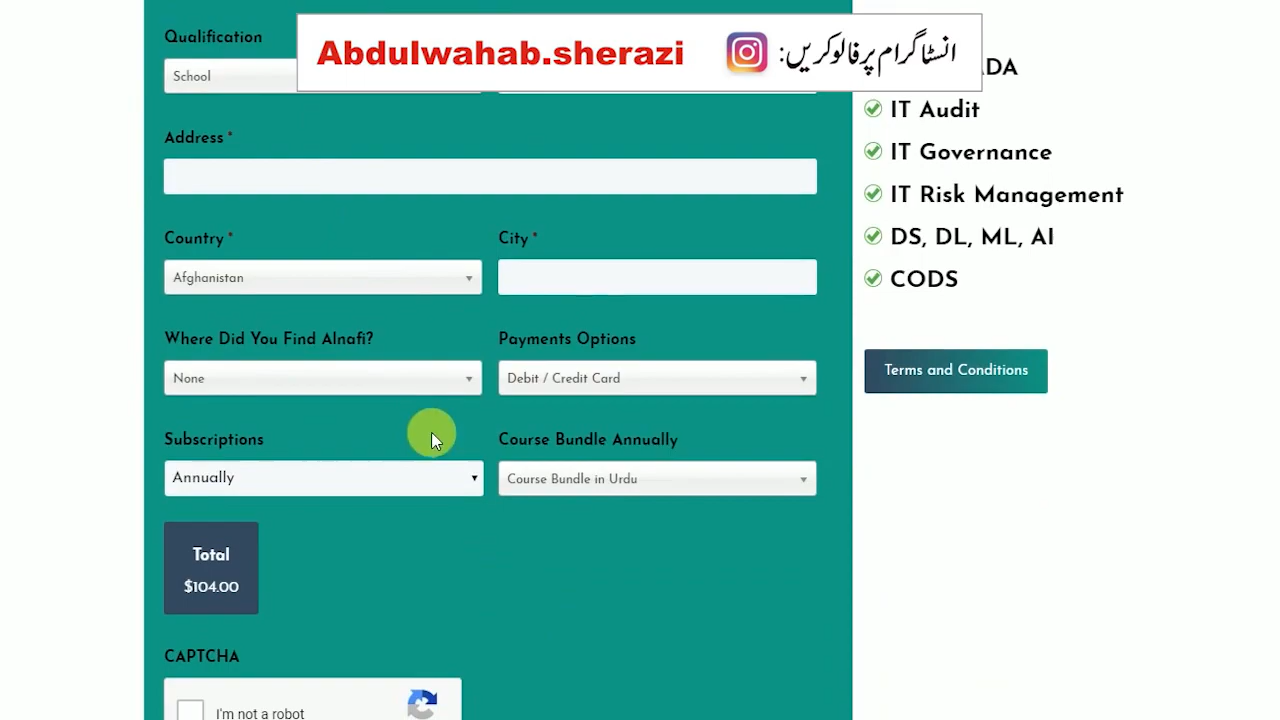 Qualification
Abdulwahab.sherazi
انسٹاگرام پر فالو کریں:
School
DA
IT Audit
Address *
IT Governance
IT Risk Management
Country *
City *
DS, DL, ML, AI
Afghanistan
CODS
Where Did You Find Alnafi?
Payments Options
None
Debit / Credit Card
Terms and Conditions
Subscriptions
Course Bundle Annually
Annually
Course Bundle in Urdu
Total
$104.00
CAPTCHA
I'm not a robot